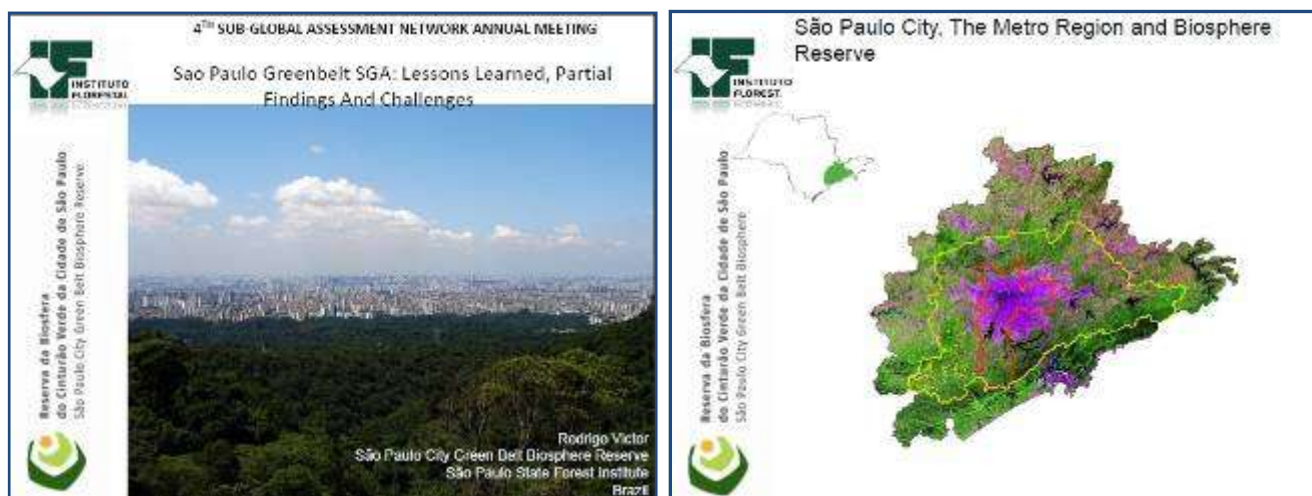 4TH SUB-GLOBAL ASSESSMENT NETWORK ANNUAL MEETING
Sao Paulo Greenbelt SGA: Lessons Learned, Partial
Findings And Challenges
INSTITUTO
FLORESTAL
Reserva da Biosfera
do Cinturão Verde da Cidade de São Paulo
São Paulo City Green Belt Biosphere Reserve
Rodrigo Victor
São Paulo City Green Belt Biosphere Reserve
São Paulo State Forest Institute
Brazil
São Paulo City, The Metro Region and Biosphere
Reserve
INSTITUTO
FLOREST.
Reserva da Biosfera
do Cinturão Verde da Cidade de São Paulo
São Paulo City Green Belt Biosphere